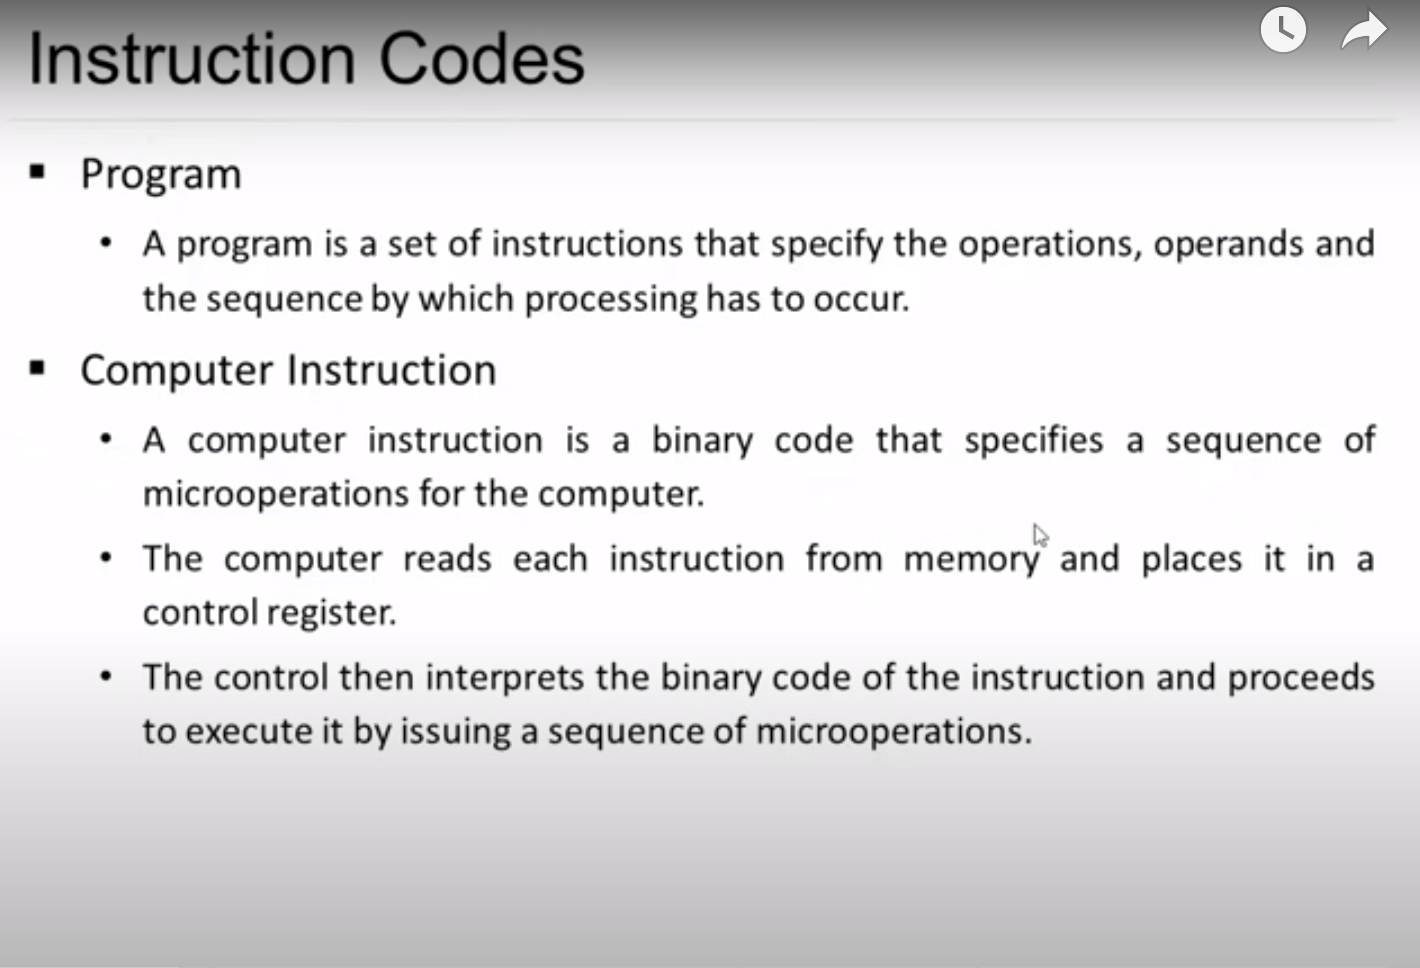 Instruction Codes
▪ Program
• A program is a set of instructions that specify the operations, operands and
the sequence by which processing has to occur.
▪ Computer Instruction
• A computer instruction is a binary code that specifies a sequence of
microoperations for the computer.
• The computer reads each instruction from memory and places it in a
control register.
• The control then interprets the binary code of the instruction and proceeds
to execute it by issuing a sequence of microoperations.